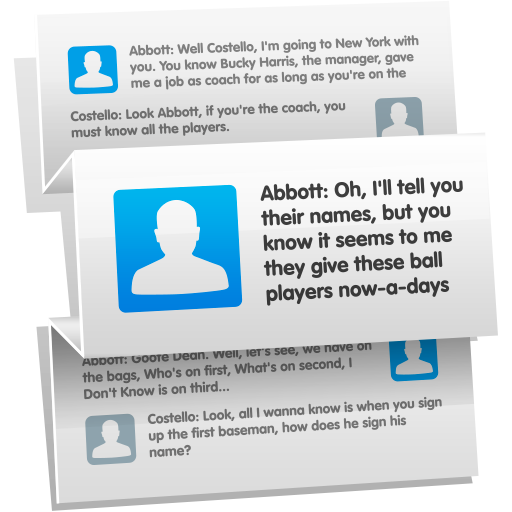 Abbott: Well Costello, I'm going to New York with
you. You know Bucky Harris, the manager, gave
me a job as coach for as long as you're on the
Costello: Look Abbott, if you're the coach, you
must know all the players.
Abbott: Oh, I'll tell you
their names, but you
know it seems to me
they give these ball
players now-a-days
Abbott: Goofe Dean. Well, let's see, we have on
the bags, Who's on first, What's on second, I
Don't Know is on third...
Costello: Look, all I wanna know is when you sign
up the first baseman, how does he sign his
name?